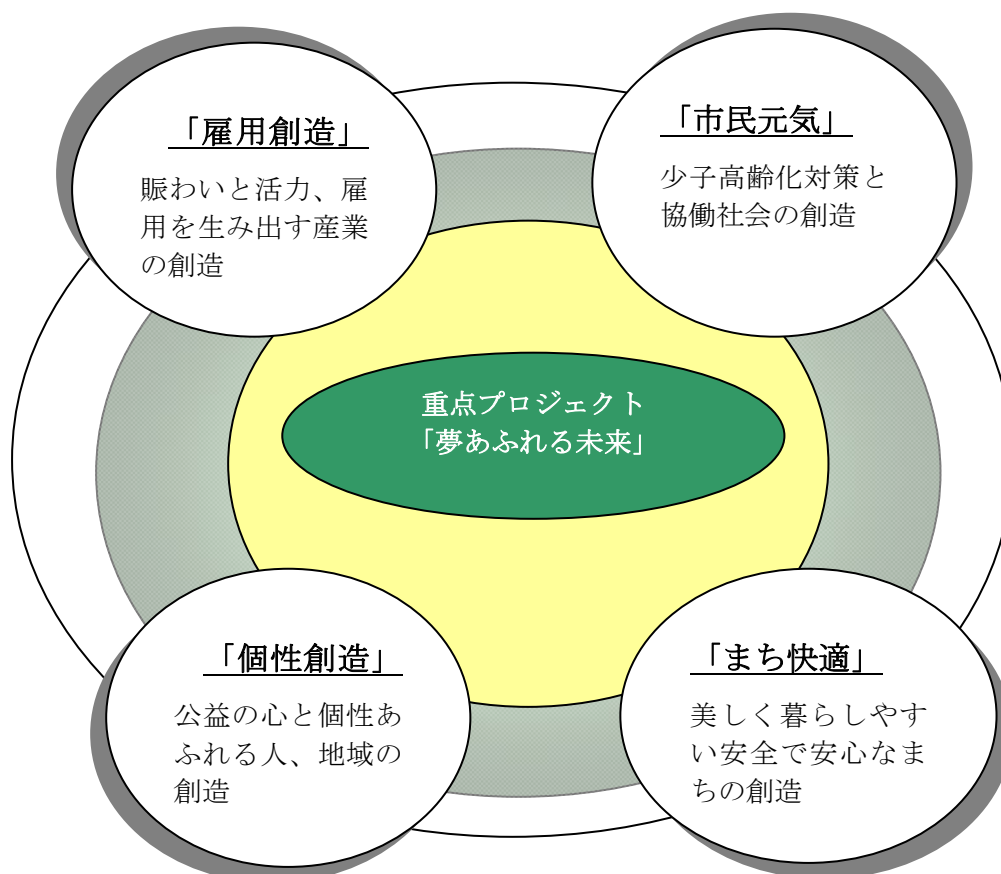 「雇用創造」
賑わいと活力、雇
用を生み出す産業
の創造
「市民元気」
少子高齢化対策と
協働社会の創造
重点プロジェクト
「夢あふれる未来」
「個性創造」
公益の心と個性あ
ふれる人、地域の
創造
「まち快適」
美しく暮らしやす
い安全で安心なま
ちの創造